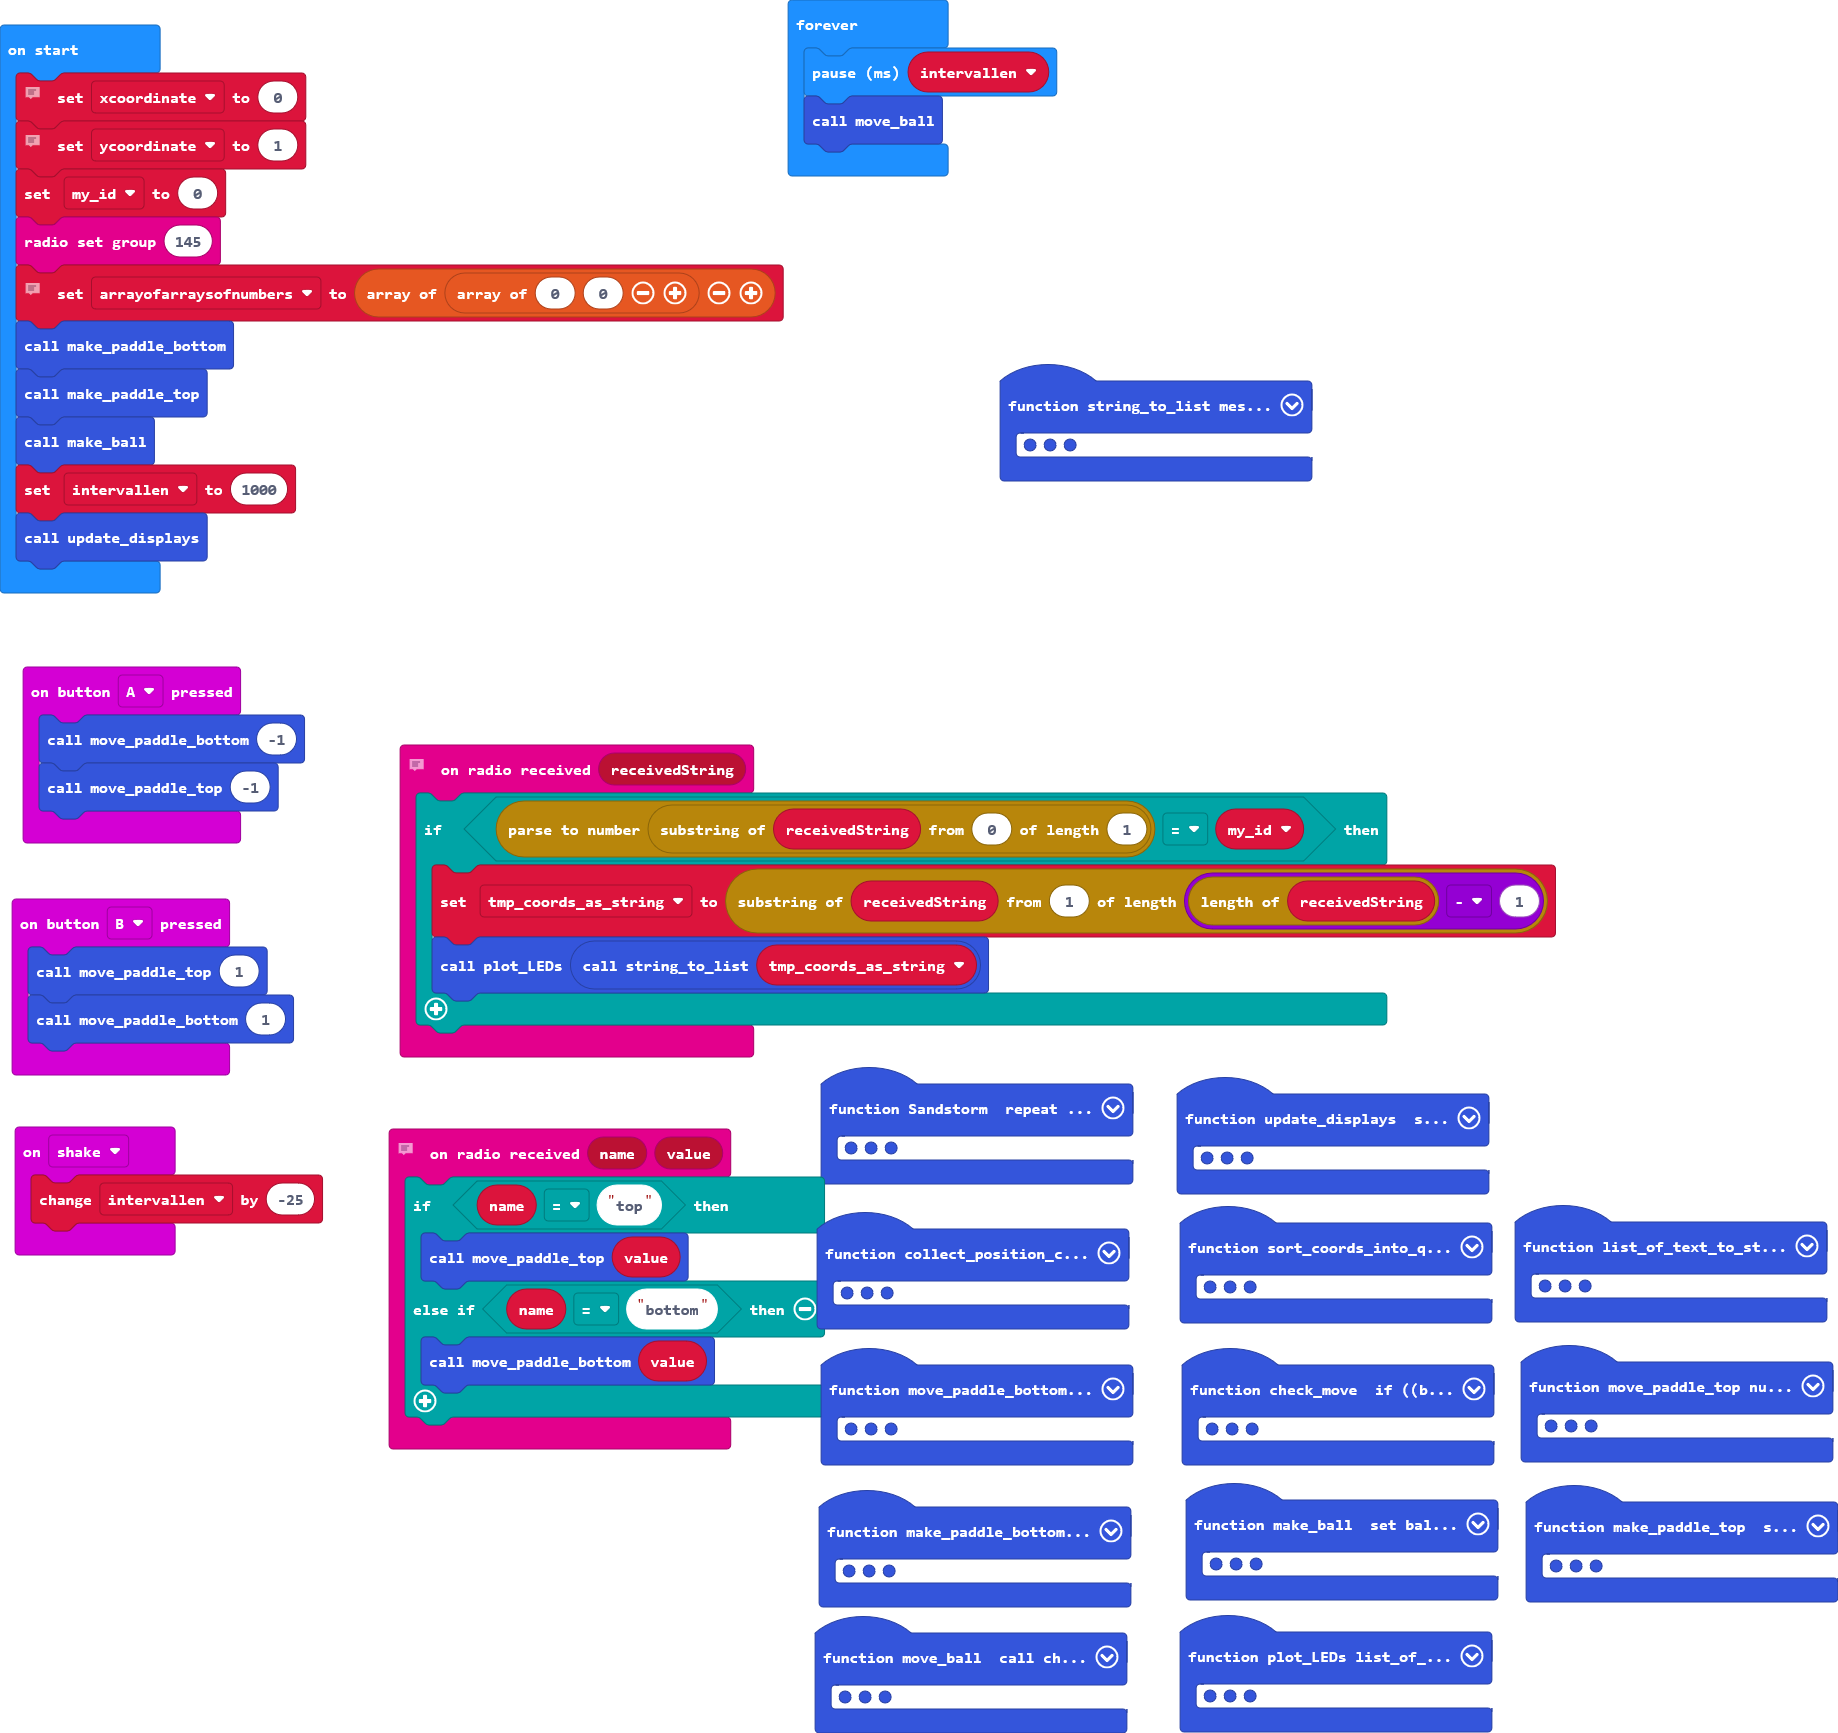 on start
set xcoordinate to 0
set ycoordinate to 1
set my_id to 0
radio set group 145
set arrayofarraysofnumbers to array of array of 0 0
call make_paddle_bottom
call make_paddle_top
call make_ball
set intervallen to 1000
call update_displays
forever
pause (ms) intervallen
call move_ball
function string_to_list mes...
on button A pressed
call move_paddle_bottom -1
call move_paddle_top -1
on button B pressed
call move_paddle_top 1
call move_paddle_bottom 1
on shake
change intervallen by -25
on radio received receivedString
if parse to number substring of receivedString from 0 of length 1 = my_id then
set tmp_coords_as_string to substring of receivedString from 1 of length length of receivedString - 1
call plot_LEDs call string_to_list tmp_coords_as_string
on radio received name value
if name = "top" then
call move_paddle_top value
else if name = "bottom" then
call move_paddle_bottom value
function Sandstorm repeat ...
function update_displays s...
function collect_position_c...
function sort_coords_into_q...
function list_of_text_to_st...
function move_paddle_bottom...
function check_move if ((b...
function move_paddle_top nu...
function make_paddle_bottom...
function make_ball set bal...
function make_paddle_top s...
function move_ball call ch...
function plot_LEDs list_of_...